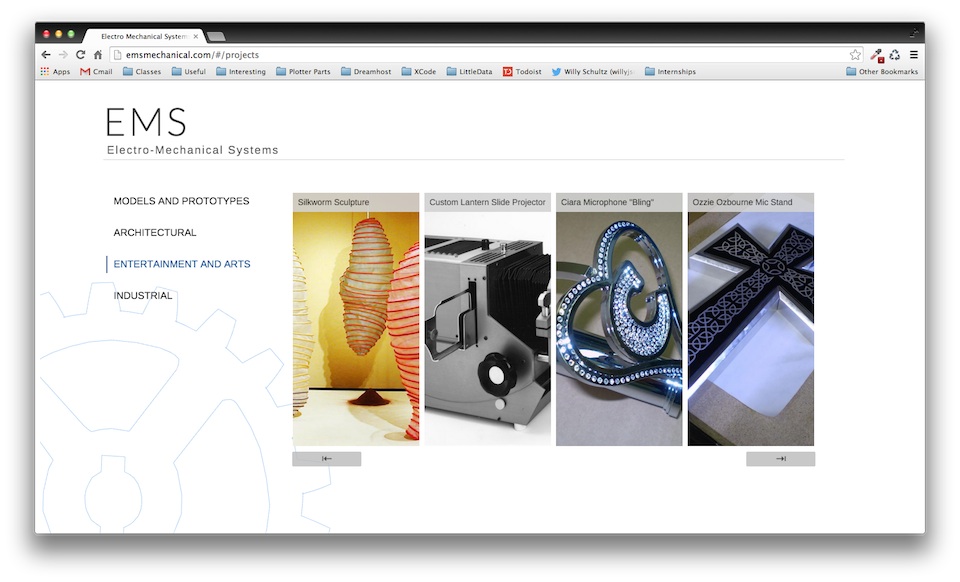 Electro Mechanical System
emsmechanical.com/#/projects
Apps Gmail Classes Useful Interesting Plotter Parts Dreamhost XCode LittleData Todoist Willy Schultz (willyjs Internships Other Bookmarks
EMS
Electro-Mechanical Systems
MODELS AND PROTOTYPES
ARCHITECTURAL
ENTERTAINMENT AND ARTS
INDUSTRIAL
Silkworm Sculpture
Custom Lantern Slide Projector
Ciara Microphone "Bling"
Ozzie Ozbourne Mic Stand